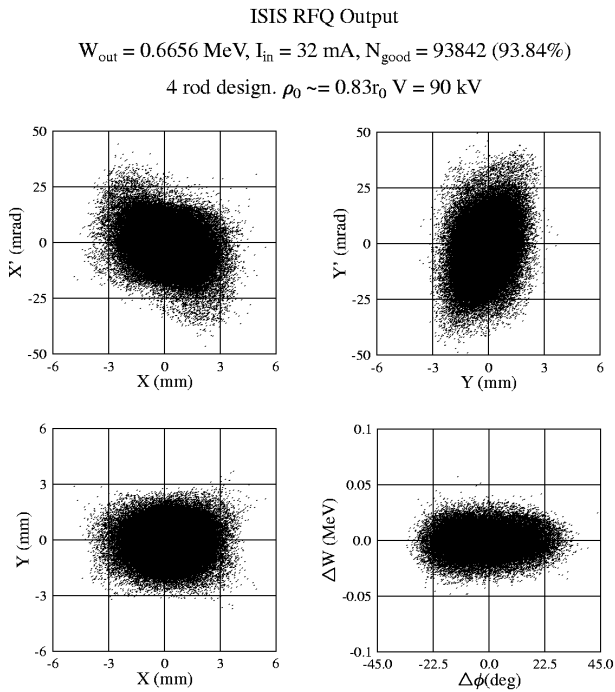 ISIS RFQ Output
W_out = 0.6656 MeV, I_in = 32 mA, N_good = 93842 (93.84%)
4 rod design. ρ₀ ~= 0.83r₀ V = 90 kV
50
25
0
-25
-50
X' (mrad)
-6 -3 0 3 6
X (mm)
50
25
0
-25
-50
Y' (mrad)
-6 -3 0 3 6
Y (mm)
6
3
0
-3
-6
Y (mm)
-6 -3 0 3 6
X (mm)
0.1
0.05
0.0
-0.05
-0.1
ΔW (MeV)
-45.0 -22.5 0.0 22.5 45.0
Δϕ(deg)